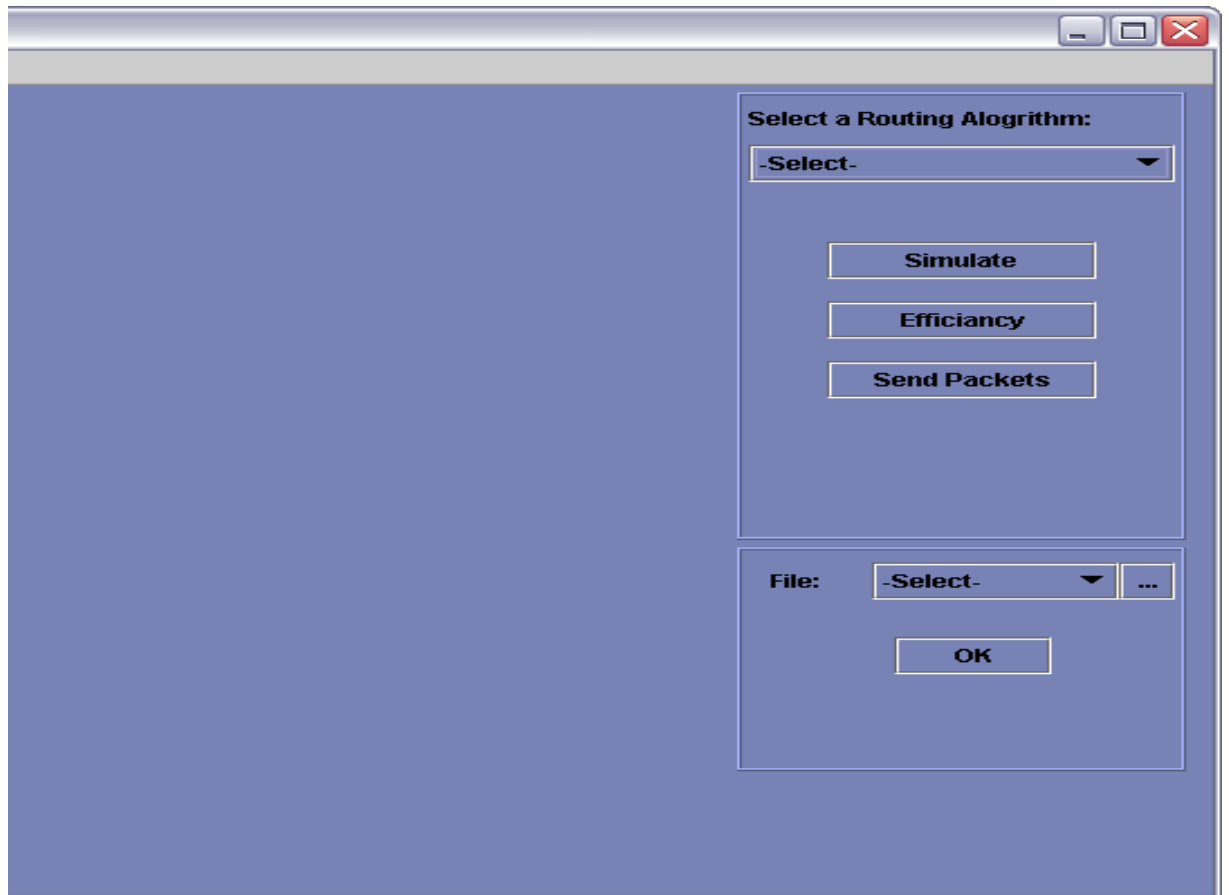 Select a Routing Alogrithm:
-Select-
Simulate
Efficiancy
Send Packets
File: -Select- ...
OK